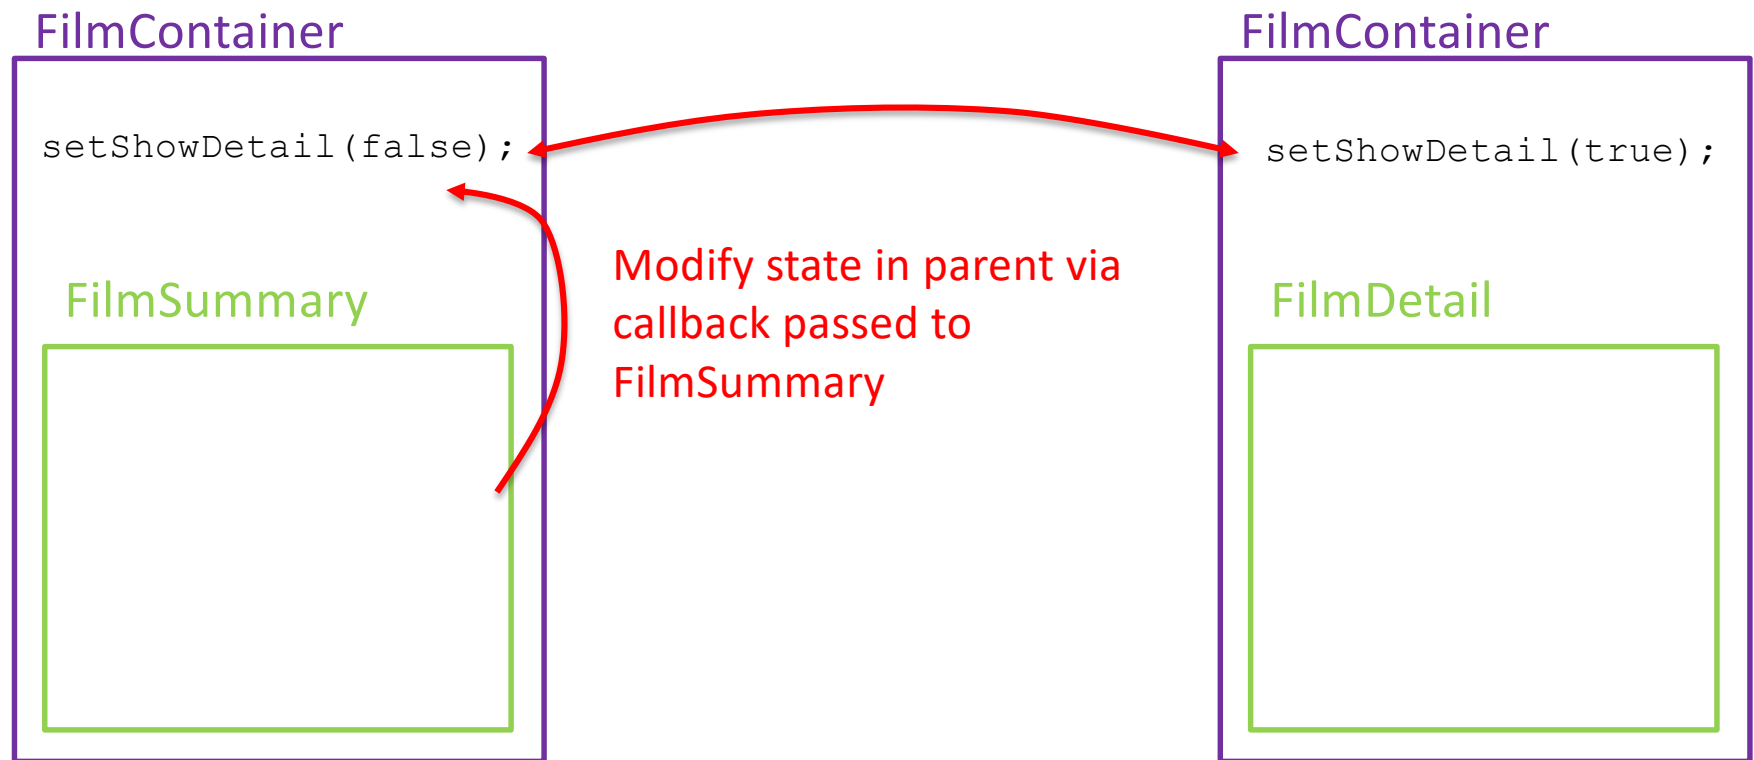 FilmContainer
setShowDetail(false);
FilmSummary
Modify state in parent via
callback passed to
FilmSummary
FilmContainer
setShowDetail(true);
FilmDetail